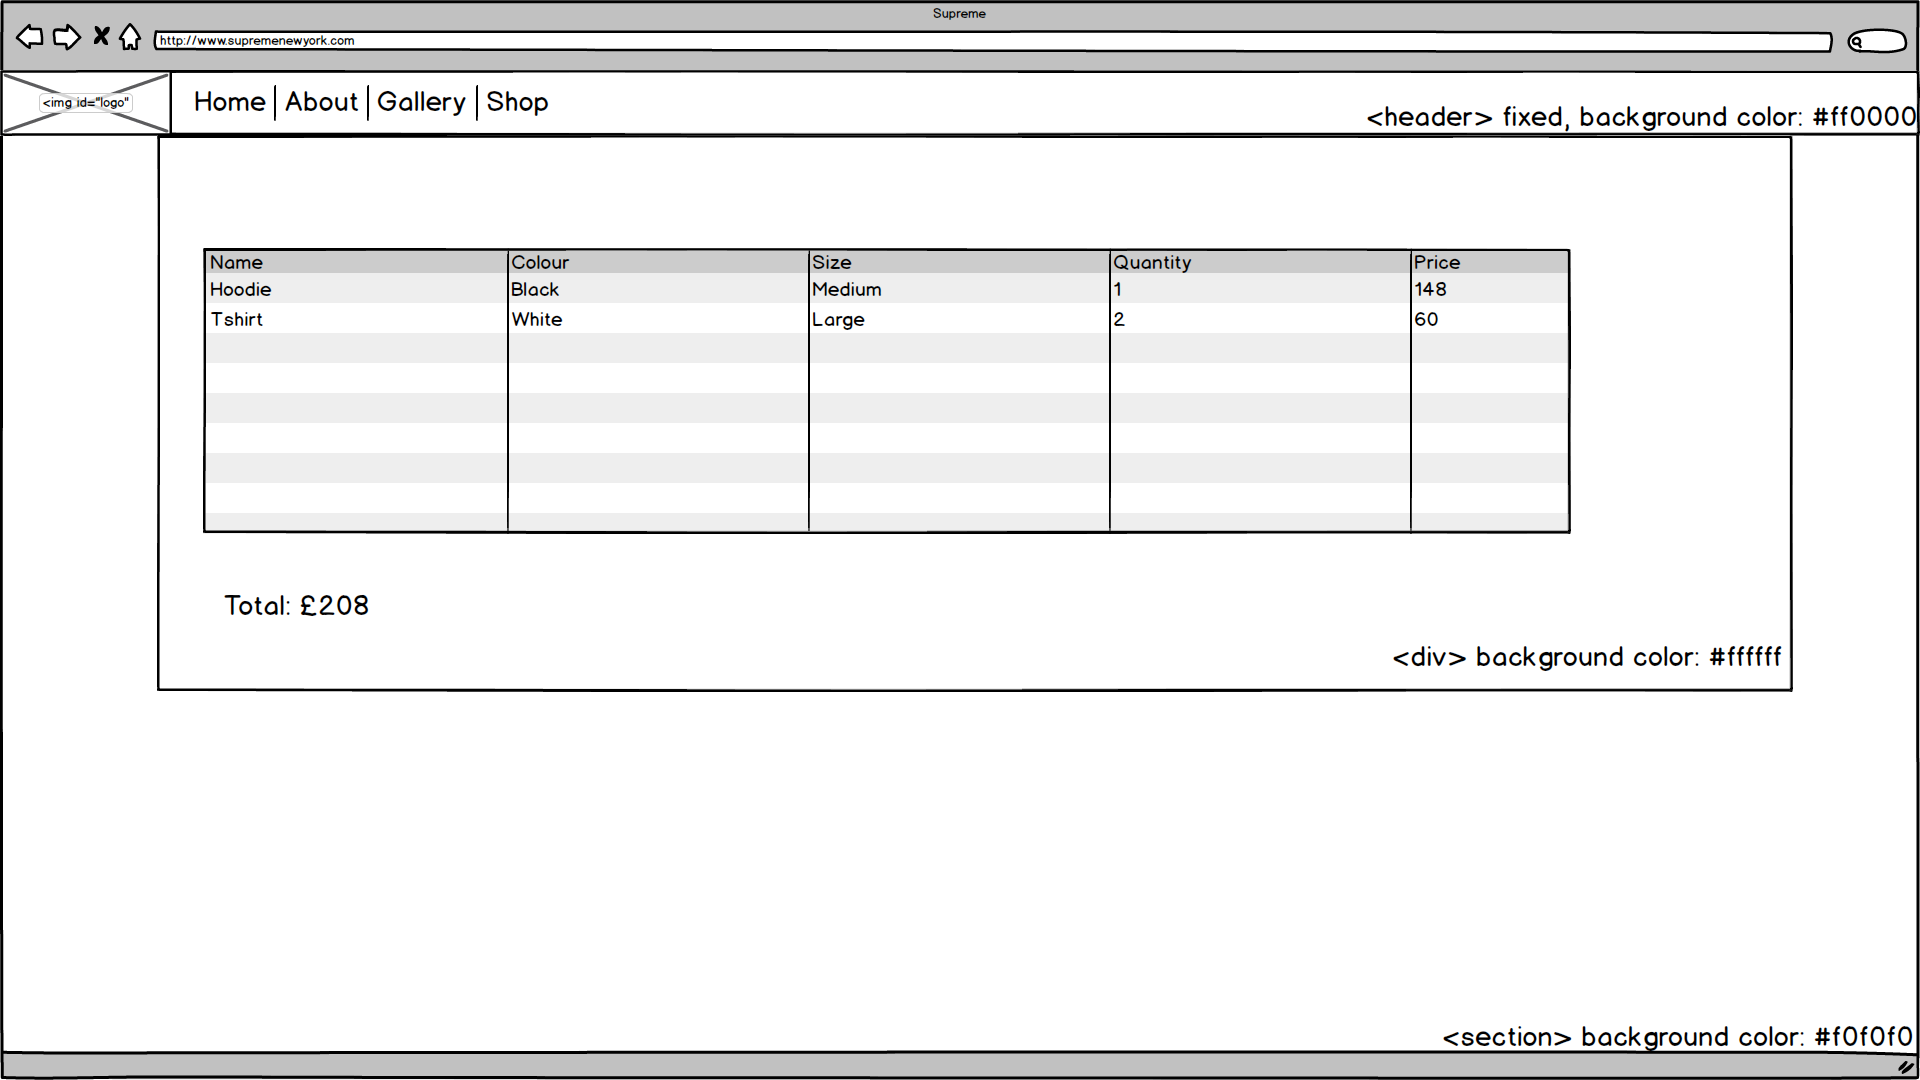 Supreme
http://www.supremenewyork.com
<img id="logo"
Home About Gallery Shop
<header> fixed, background color: #ff0000
Name Colour Size Quantity Price
Hoodie Black Medium 1 148
Tshirt White Large 2 60
Total: £208
<div> background color: #ffffff
<section> background color: #f0f0f0